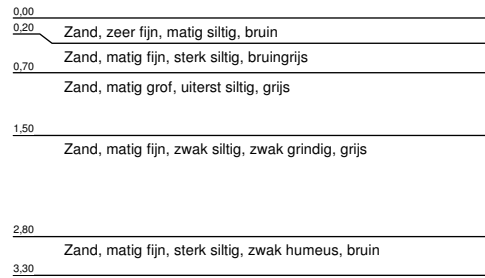 0,00
0,20 Zand, zeer fijn, matig siltig, bruin
Zand, matig fijn, sterk siltig, bruingrijs
0,70
Zand, matig grof, uiterst siltig, grijs
1,50
Zand, matig fijn, zwak siltig, zwak grindig, grijs
2,80
Zand, matig fijn, sterk siltig, zwak humeus, bruin
3,30